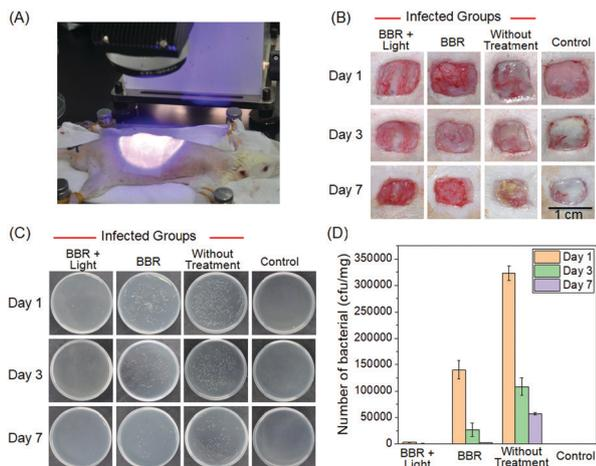 (A)
(B)
Infected Groups
BBR +
Light
BBR
Without
Treatment
Control
Day 1
Day 3
Day 7
1 cm
(C)
Infected Groups
BBR +
Light
BBR
Without
Treatment
Control
Day 1
Day 3
Day 7
(D)
Number of bacterial (cfu/mg)
350000
300000
250000
200000
150000
100000
50000
0
Day 1
Day 3
Day 7
BBR +
Light
BBR
Without
Treatment
Control